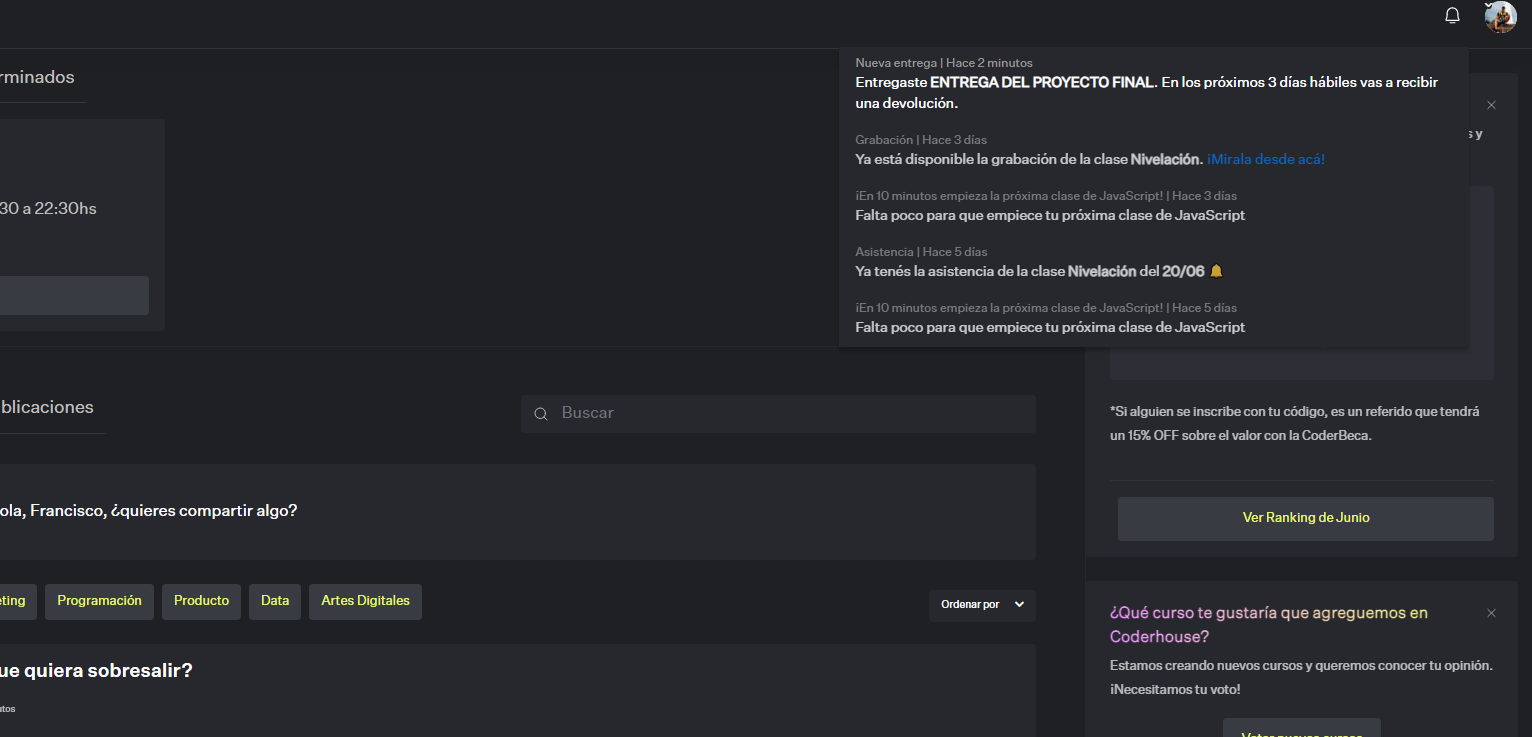 Nueva entrega | Hace 2 minutos
Entregaste ENTREGA DEL PROYECTO FINAL. En los próximos 3 días hábiles vas a recibir
una devolución.
Grabación | Hace 3 días
Ya está disponible la grabación de la clase Nivelación. ¡Mirala desde acá!
¡En 10 minutos empieza la próxima clase de JavaScript! | Hace 3 días
Falta poco para que empiece tu próxima clase de JavaScript
Asistencia | Hace 5 días
Ya tenés la asistencia de la clase Nivelación del 20/06 🔔
¡En 10 minutos empieza la próxima clase de JavaScript! | Hace 5 días
Falta poco para que empiece tu próxima clase de JavaScript
rminados
30 a 22:30hs
s y
*Si alguien se inscribe con tu código, es un referido que tendrá
un 15% OFF sobre el valor con la CoderBeca.
Ver Ranking de Junio
blicaciones
Buscar
ola, Francisco, ¿quieres compartir algo?
eting
Programación
Producto
Data
Artes Digitales
Ordenar por
ue quiera sobresalir?
utos
¿Qué curso te gustaría que agreguemos en
Coderhouse?
Estamos creando nuevos cursos y queremos conocer tu opinión.
¡Necesitamos tu voto!
Votar nuevos cursos